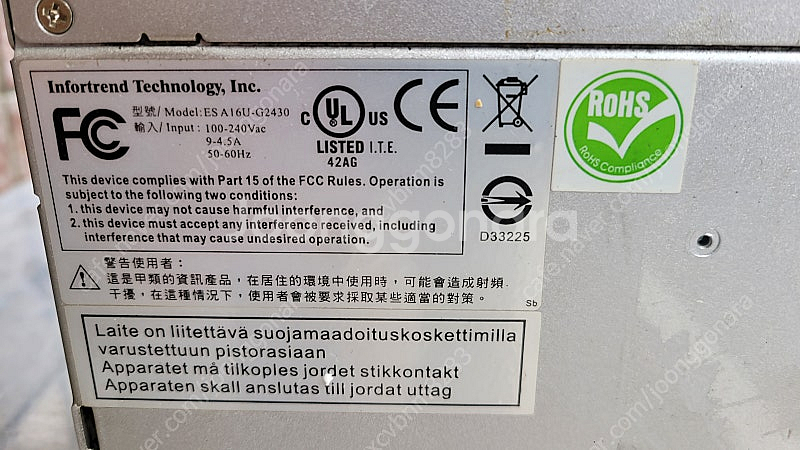 Infortrend Technology, Inc.
型號/ Model: ES A16U-G2430
輸入/ Input : 100-240Vac
9-4.5A
50-60Hz
FC
C UL US
LISTED I.T.E.
42AG
CE
This device complies with Part 15 of the FCC Rules. Operation is
subject to the following two conditions:
1. this device may not cause harmful interference, and
2. this device must accept any interference received, including
interference that may cause undesired operation.
D33225
RoHS
RoHS Compliance
警告使用者：
這是甲類的資訊產品，在居住的環境中使用時，可能會造成射頻
干擾，在這種情況下，使用者會被要求採取某些適當的對策。
Sb
Laite on liitettävä suojamaadoituskoskettimilla
varustettuun pistorasiaan
Apparatet må tilkoples jordet stikkontakt
Apparaten skall anslutas till jordat uttag
joonggonara